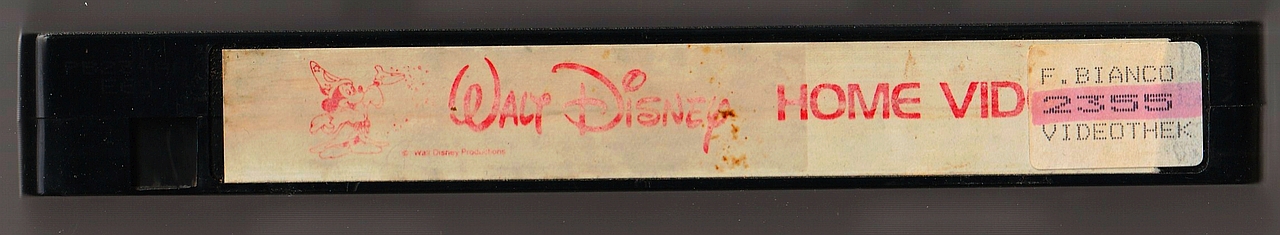 WALT DISNEY HOME VID
© Walt Disney Productions
F.BIANCO
2355
VIDEOTHEK